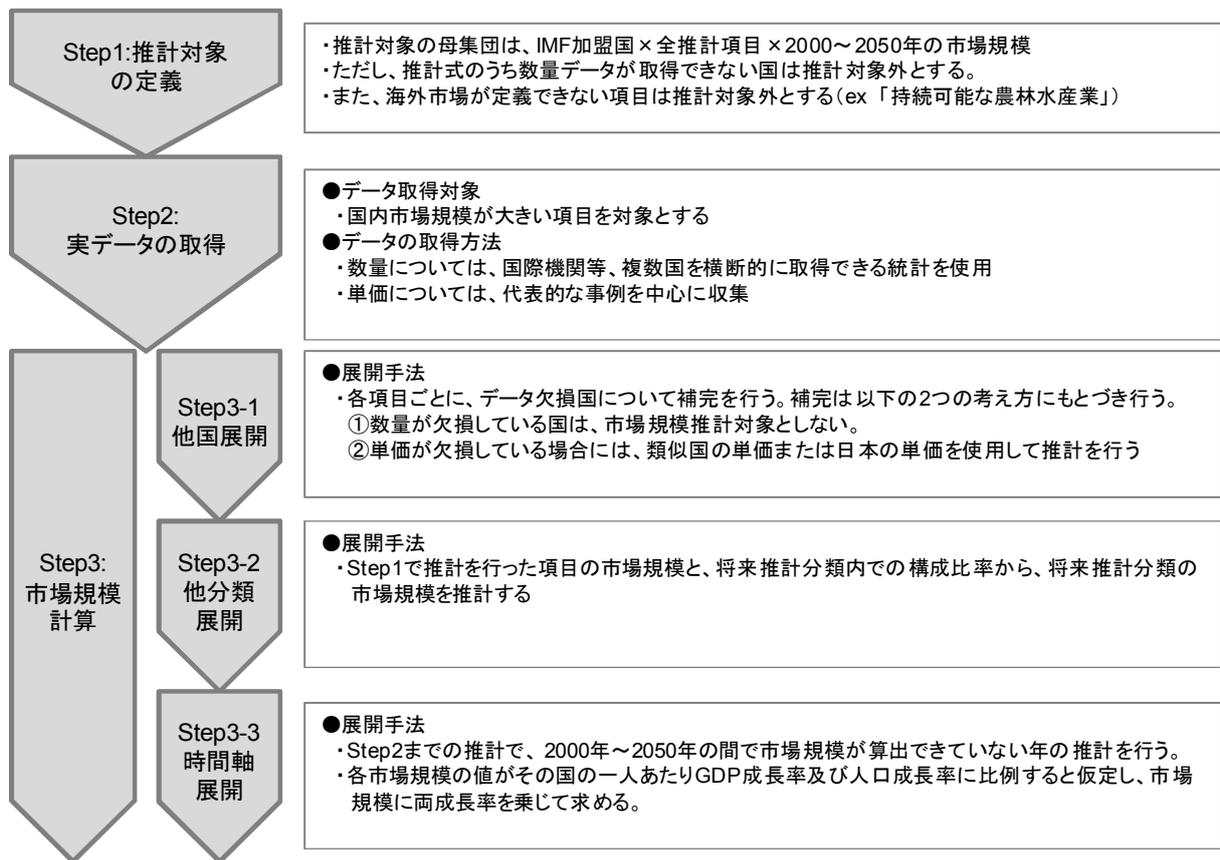 Step1:推計対象
の定義
・推計対象の母集団は、IMF加盟国×全推計項目×2000～2050年の市場規模
・ただし、推計式のうち数量データが取得できない国は推計対象外とする。
・また、海外市場が定義できない項目は推計対象外とする(ex 「持続可能な農林水産業」)
Step2:
実データの取得
●データ取得対象
・国内市場規模が大きい項目を対象とする
●データの取得方法
・数量については、国際機関等、複数国を横断的に取得できる統計を使用
・単価については、代表的な事例を中心に収集
Step3:
市場規模
計算
Step3-1
他国展開
●展開手法
・各項目ごとに、データ欠損国について補完を行う。補完は以下の2つの考え方にもとづき行う。
①数量が欠損している国は、市場規模推計対象としない。
②単価が欠損している場合には、類似国の単価または日本の単価を使用して推計を行う
Step3-2
他分類
展開
●展開手法
・Step1で推計を行った項目の市場規模と、将来推計分類内での構成比率から、将来推計分類の
市場規模を推計する
Step3-3
時間軸
展開
●展開手法
・Step2までの推計で、2000年～2050年の間で市場規模が算出できていない年の推計を行う。
・各市場規模の値がその国の一人あたりGDP成長率及び人口成長率に比例すると仮定し、市場
規模に両成長率を乗じて求める。